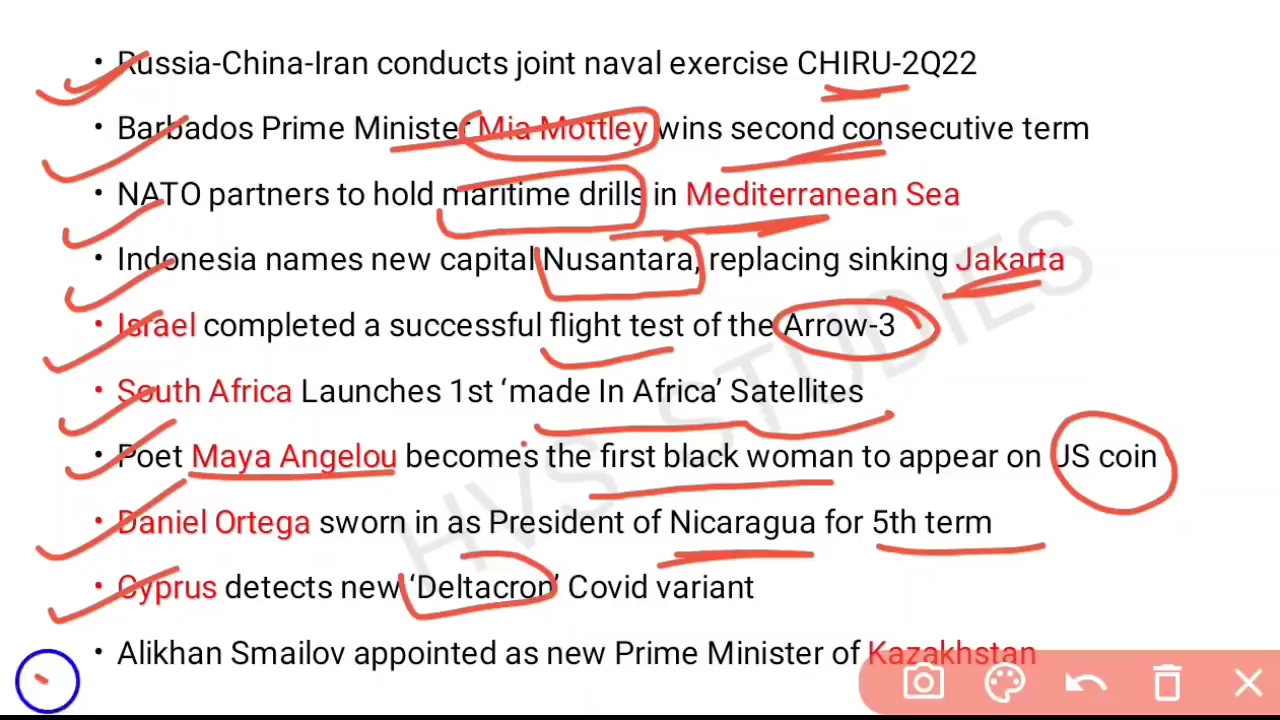 • Russia-China-Iran conducts joint naval exercise CHIRU-2Q22
• Barbados Prime Minister Mia Mottley wins second consecutive term
• NATO partners to hold maritime drills in Mediterranean Sea
• Indonesia names new capital Nusantara, replacing sinking Jakarta
• Israel completed a successful flight test of the Arrow-3
• South Africa Launches 1st ‘made In Africa’ Satellites
• Poet Maya Angelou becomes the first black woman to appear on US coin
• Daniel Ortega sworn in as President of Nicaragua for 5th term
• Cyprus detects new ‘Deltacron’ Covid variant
• Alikhan Smailov appointed as new Prime Minister of Kazakhstan
HVS STUDIES